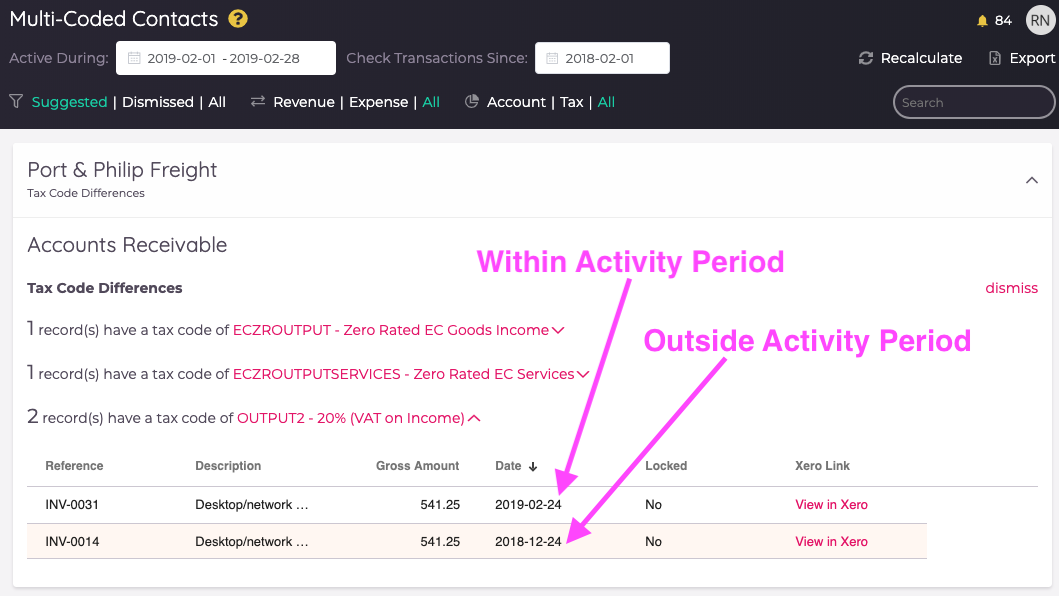 Multi-Coded Contacts ?
84 RN
Active During: 2019-02-01 - 2019-02-28 Check Transactions Since: 2018-02-01 Recalculate Export
Suggested | Dismissed | All Revenue | Expense | All Account | Tax | All Search
Port & Philip Freight
Tax Code Differences
Accounts Receivable
Within Activity Period
Tax Code Differences dismiss
1 record(s) have a tax code of ECZROUTPUT - Zero Rated EC Goods Income
Outside Activity Period
1 record(s) have a tax code of ECZROUTPUTSERVICES - Zero Rated EC Services
2 record(s) have a tax code of OUTPUT2 - 20% (VAT on Income)
Reference Description Gross Amount Date Locked Xero Link
INV-0031 Desktop/network ... 541.25 2019-02-24 No View in Xero
INV-0014 Desktop/network ... 541.25 2018-12-24 No View in Xero